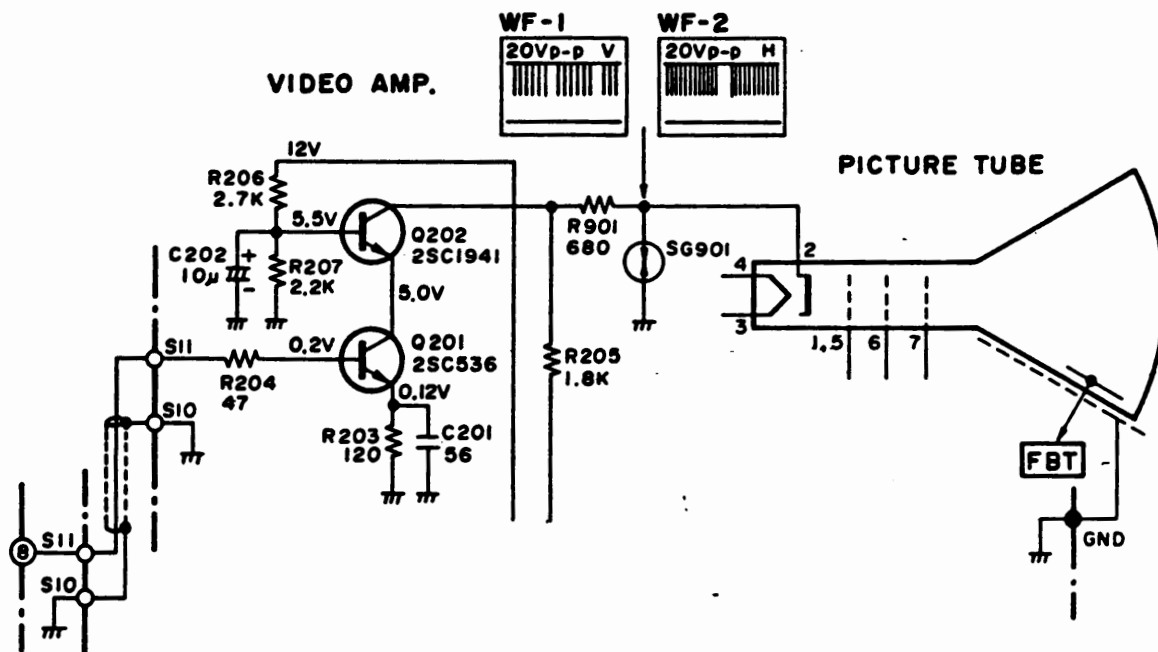 WF-1
WF-2
20Vp-p V
20Vp-p H
VIDEO AMP.
PICTURE TUBE
12V
R206
2.7K
5.5V
Q202
2SC1941
C202
10μ
+
-
R207
2.2K
R901
680
SG901
2
4
3
1,5
6
7
5.0V
S11
0.2V
Q201
2SC536
R204
47
0.12V
R205
1.8K
S10
R203
120
C201
56
FBT
GND
8
S11
S10